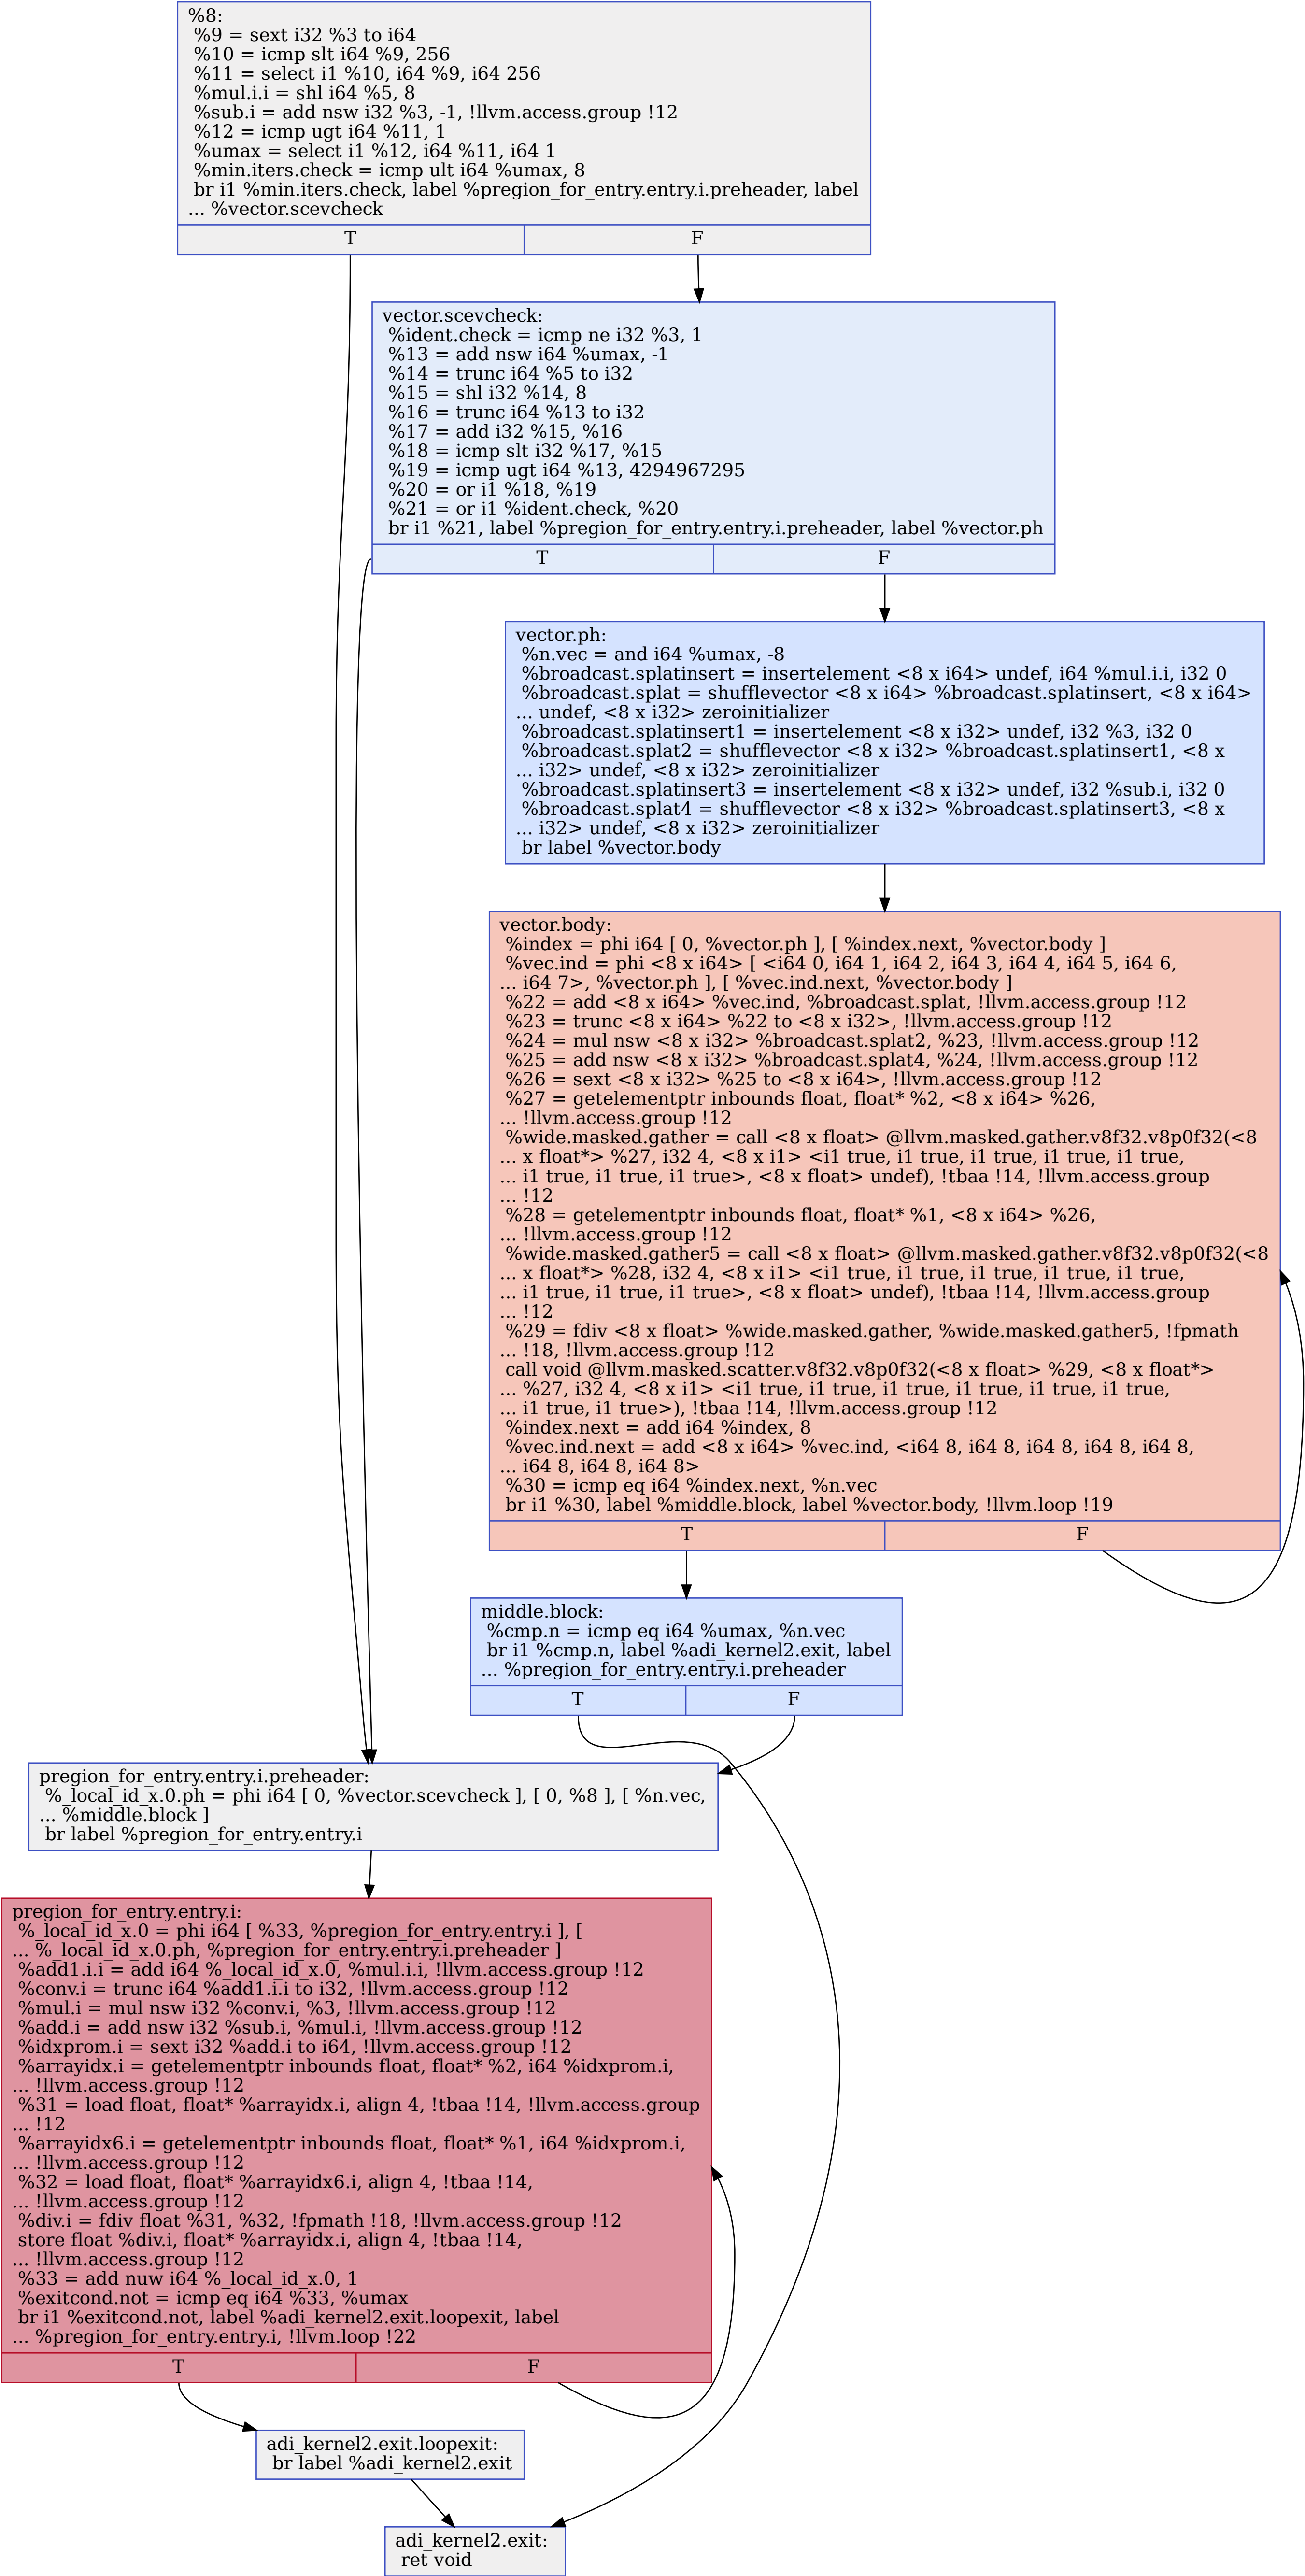 %8:
%9 = sext i32 %3 to i64
%10 = icmp slt i64 %9, 256
%11 = select i1 %10, i64 %9, i64 256
%mul.i.i = shl i64 %5, 8
%sub.i = add nsw i32 %3, -1, !llvm.access.group !12
%12 = icmp ugt i64 %11, 1
%umax = select i1 %12, i64 %11, i64 1
%min.iters.check = icmp ult i64 %umax, 8
br i1 %min.iters.check, label %pregion_for_entry.entry.i.preheader, label
... %vector.scevcheck
T F
vector.scevcheck:
%ident.check = icmp ne i32 %3, 1
%13 = add nsw i64 %umax, -1
%14 = trunc i64 %5 to i32
%15 = shl i32 %14, 8
%16 = trunc i64 %13 to i32
%17 = add i32 %15, %16
%18 = icmp slt i32 %17, %15
%19 = icmp ugt i64 %13, 4294967295
%20 = or i1 %18, %19
%21 = or i1 %ident.check, %20
br i1 %21, label %pregion_for_entry.entry.i.preheader, label %vector.ph
T F
vector.ph:
%n.vec = and i64 %umax, -8
%broadcast.splatinsert = insertelement <8 x i64> undef, i64 %mul.i.i, i32 0
%broadcast.splat = shufflevector <8 x i64> %broadcast.splatinsert, <8 x i64>
... undef, <8 x i32> zeroinitializer
%broadcast.splatinsert1 = insertelement <8 x i32> undef, i32 %3, i32 0
%broadcast.splat2 = shufflevector <8 x i32> %broadcast.splatinsert1, <8 x
... i32> undef, <8 x i32> zeroinitializer
%broadcast.splatinsert3 = insertelement <8 x i32> undef, i32 %sub.i, i32 0
%broadcast.splat4 = shufflevector <8 x i32> %broadcast.splatinsert3, <8 x
... i32> undef, <8 x i32> zeroinitializer
br label %vector.body
vector.body:
%index = phi i64 [ 0, %vector.ph ], [ %index.next, %vector.body ]
%vec.ind = phi <8 x i64> [ <i64 0, i64 1, i64 2, i64 3, i64 4, i64 5, i64 6,
... i64 7>, %vector.ph ], [ %vec.ind.next, %vector.body ]
%22 = add <8 x i64> %vec.ind, %broadcast.splat, !llvm.access.group !12
%23 = trunc <8 x i64> %22 to <8 x i32>, !llvm.access.group !12
%24 = mul nsw <8 x i32> %broadcast.splat2, %23, !llvm.access.group !12
%25 = add nsw <8 x i32> %broadcast.splat4, %24, !llvm.access.group !12
%26 = sext <8 x i32> %25 to <8 x i64>, !llvm.access.group !12
%27 = getelementptr inbounds float, float* %2, <8 x i64> %26,
... !llvm.access.group !12
%wide.masked.gather = call <8 x float> @llvm.masked.gather.v8f32.v8p0f32(<8
... x float*> %27, i32 4, <8 x i1> <i1 true, i1 true, i1 true, i1 true, i1 true,
... i1 true, i1 true, i1 true>, <8 x float> undef), !tbaa !14, !llvm.access.group
... !12
%28 = getelementptr inbounds float, float* %1, <8 x i64> %26,
... !llvm.access.group !12
%wide.masked.gather5 = call <8 x float> @llvm.masked.gather.v8f32.v8p0f32(<8
... x float*> %28, i32 4, <8 x i1> <i1 true, i1 true, i1 true, i1 true, i1 true,
... i1 true, i1 true, i1 true>, <8 x float> undef), !tbaa !14, !llvm.access.group
... !12
%29 = fdiv <8 x float> %wide.masked.gather, %wide.masked.gather5, !fpmath
... !18, !llvm.access.group !12
call void @llvm.masked.scatter.v8f32.v8p0f32(<8 x float> %29, <8 x float*>
... %27, i32 4, <8 x i1> <i1 true, i1 true, i1 true, i1 true, i1 true, i1 true,
... i1 true, i1 true>), !tbaa !14, !llvm.access.group !12
%index.next = add i64 %index, 8
%vec.ind.next = add <8 x i64> %vec.ind, <i64 8, i64 8, i64 8, i64 8, i64 8,
... i64 8, i64 8, i64 8>
%30 = icmp eq i64 %index.next, %n.vec
br i1 %30, label %middle.block, label %vector.body, !llvm.loop !19
T F
middle.block:
%cmp.n = icmp eq i64 %umax, %n.vec
br i1 %cmp.n, label %adi_kernel2.exit, label
... %pregion_for_entry.entry.i.preheader
T F
pregion_for_entry.entry.i.preheader:
%_local_id_x.0.ph = phi i64 [ 0, %vector.scevcheck ], [ 0, %8 ], [ %n.vec,
... %middle.block ]
br label %pregion_for_entry.entry.i
pregion_for_entry.entry.i:
%_local_id_x.0 = phi i64 [ %33, %pregion_for_entry.entry.i ], [
... %_local_id_x.0.ph, %pregion_for_entry.entry.i.preheader ]
%add1.i.i = add i64 %_local_id_x.0, %mul.i.i, !llvm.access.group !12
%conv.i = trunc i64 %add1.i.i to i32, !llvm.access.group !12
%mul.i = mul nsw i32 %conv.i, %3, !llvm.access.group !12
%add.i = add nsw i32 %sub.i, %mul.i, !llvm.access.group !12
%idxprom.i = sext i32 %add.i to i64, !llvm.access.group !12
%arrayidx.i = getelementptr inbounds float, float* %2, i64 %idxprom.i,
... !llvm.access.group !12
%31 = load float, float* %arrayidx.i, align 4, !tbaa !14, !llvm.access.group
... !12
%arrayidx6.i = getelementptr inbounds float, float* %1, i64 %idxprom.i,
... !llvm.access.group !12
%32 = load float, float* %arrayidx6.i, align 4, !tbaa !14,
... !llvm.access.group !12
%div.i = fdiv float %31, %32, !fpmath !18, !llvm.access.group !12
store float %div.i, float* %arrayidx.i, align 4, !tbaa !14,
... !llvm.access.group !12
%33 = add nuw i64 %_local_id_x.0, 1
%exitcond.not = icmp eq i64 %33, %umax
br i1 %exitcond.not, label %adi_kernel2.exit.loopexit, label
... %pregion_for_entry.entry.i, !llvm.loop !22
T F
adi_kernel2.exit.loopexit:
br label %adi_kernel2.exit
adi_kernel2.exit:
ret void